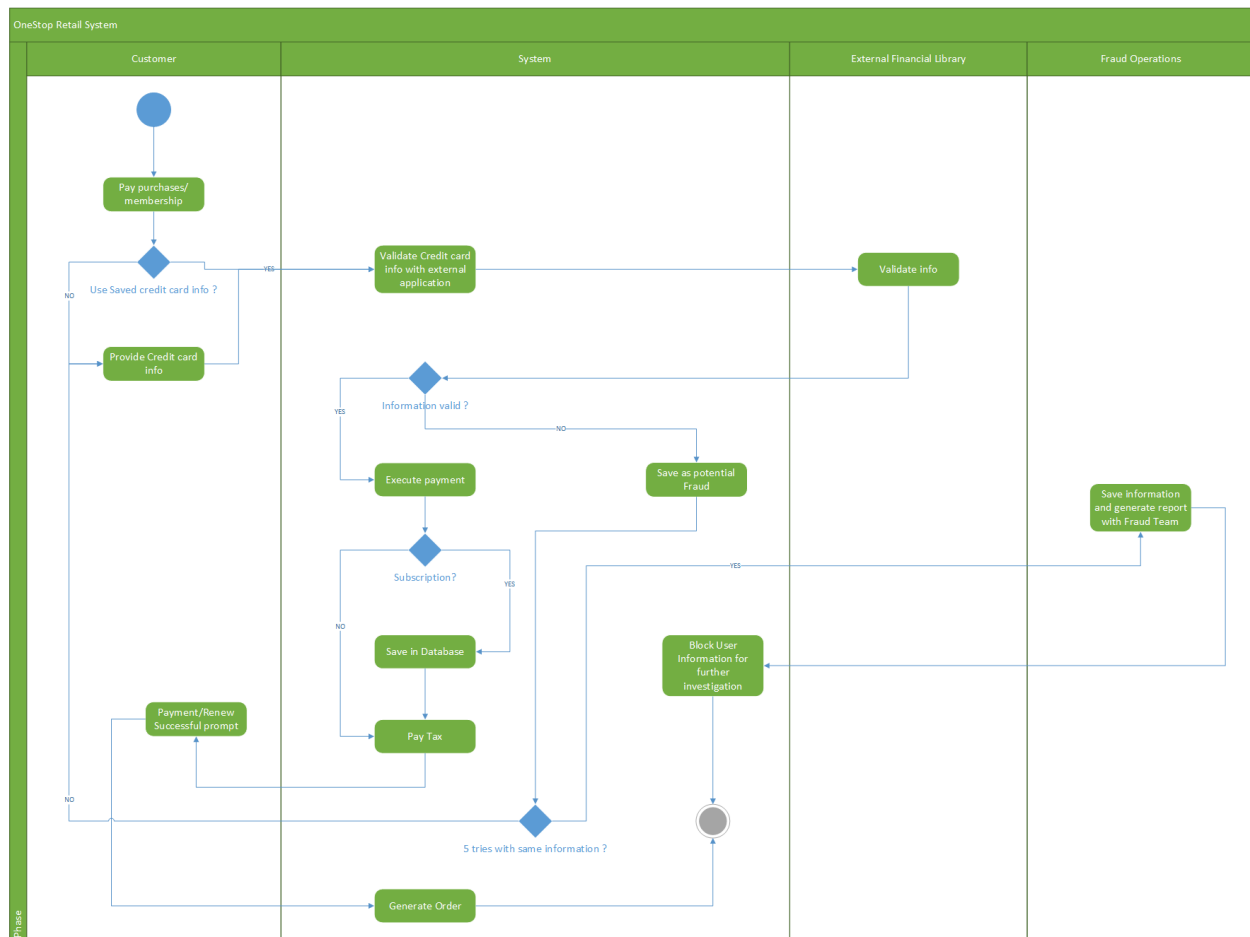 OneStop Retail System
Customer
System
External Financial Library
Fraud Operations
Pay purchases/
membership
Validate Credit card
info with external
application
Validate info
YES
Use Saved credit card info ?
NO
Provide Credit card
info
Information valid ?
YES
NO
Execute payment
Save as potential
Fraud
Save information
and generate report
with Fraud Team
YES
Subscription?
YES
NO
Save in Database
Block User
Information for
further
investigation
Payment/Renew
Successful prompt
Pay Tax
NO
5 tries with same information ?
Generate Order
Phase